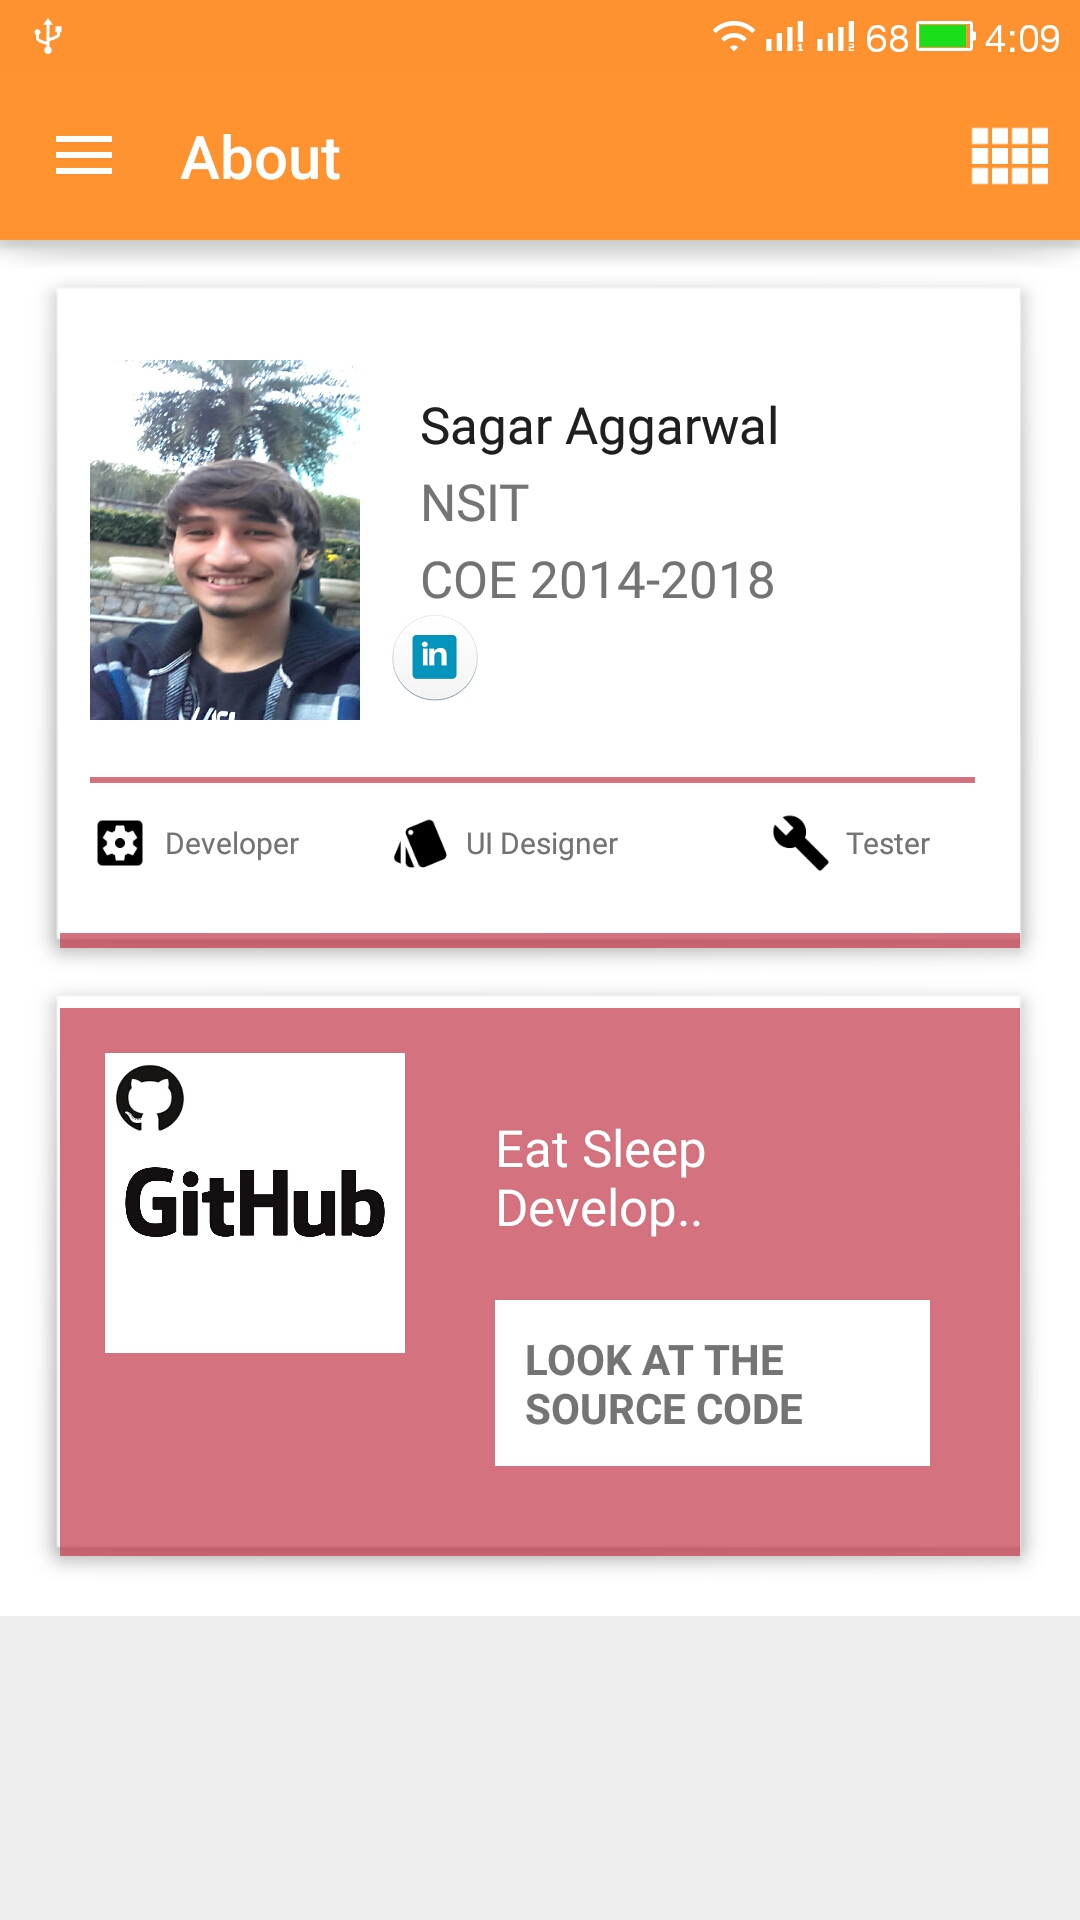 68 4:09
About
Sagar Aggarwal
NSIT
COE 2014-2018
in
Developer UI Designer Tester
GitHub
Eat Sleep
Develop..
LOOK AT THE
SOURCE CODE